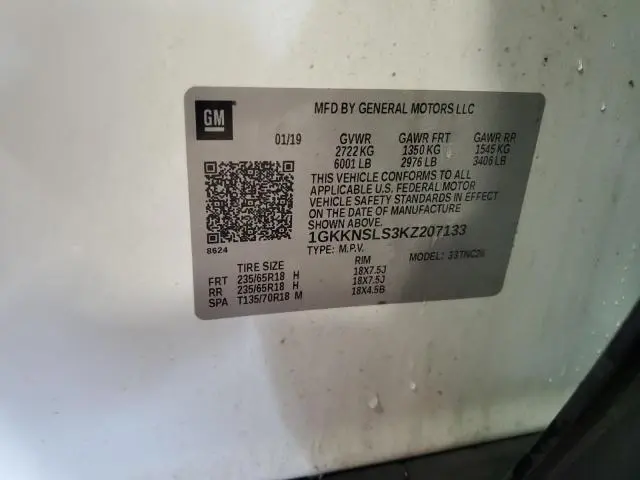 GM
MFD BY GENERAL MOTORS LLC
01/19 GVWR GAWR FRT GAWR RR
2722 KG 1350 KG 1545 KG
6001 LB 2976 LB 3406 LB
THIS VEHICLE CONFORMS TO ALL
APPLICABLE U.S. FEDERAL MOTOR
VEHICLE SAFETY STANDARDS IN EFFECT
ON THE DATE OF MANUFACTURE
SHOWN ABOVE.
1GKKNSLS3KZ207133
8624
TYPE: M.P.V. MODEL: 33TNC26
TIRE SIZE RIM
FRT 235/65R18 H 18X7.5J
RR 235/65R18 H 18X7.5J
SPA T135/70R18 M 18X4.5B